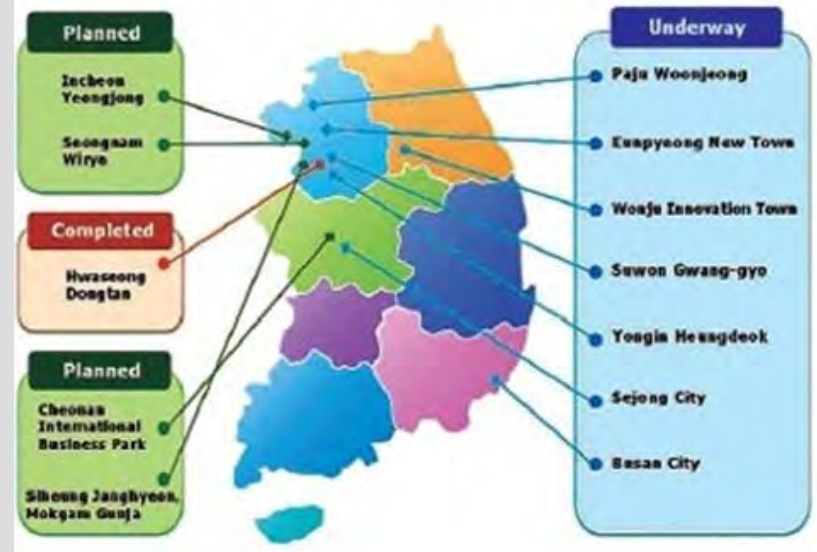 Planned
Incheon
Yeongjong
Seongnam
Wirye
Completed
Hwaseong
Dongtan
Planned
Cheonan
International
Business Park
Siheung Janghyeon,
Mokgam Gunja
Underway
Paju Woonjeong
Eunpyeong New Town
Wonju Innovation Town
Suwon Gwang-gyo
Yongin Heungdeok
Sejong City
Busan City